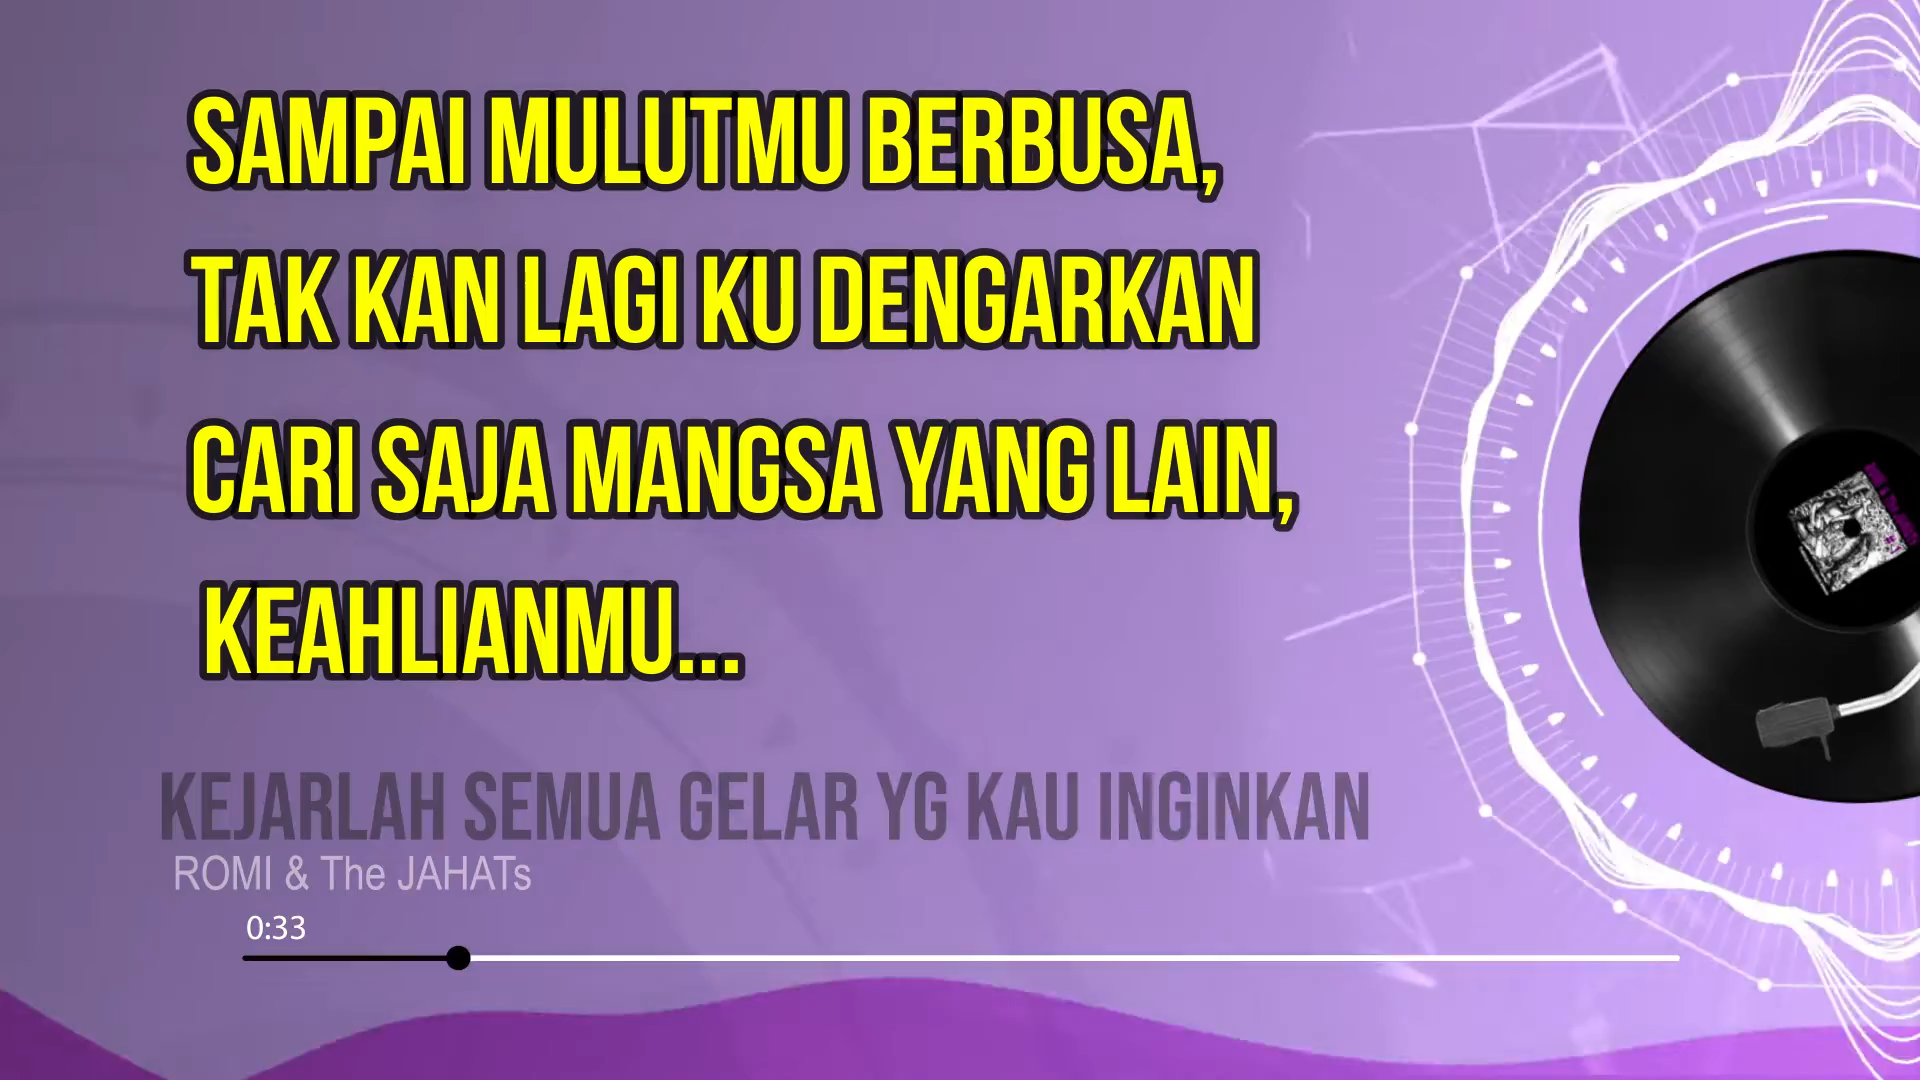 SAMPAI MULUTMU BERBUSA,
TAK KAN LAGI KU DENGARKAN
CARI SAJA MANGSA YANG LAIN,
KEAHLIANMU...
KEJARLAH SEMUA GELAR YG KAU INGINKAN
ROMI & The JAHATs
0:33